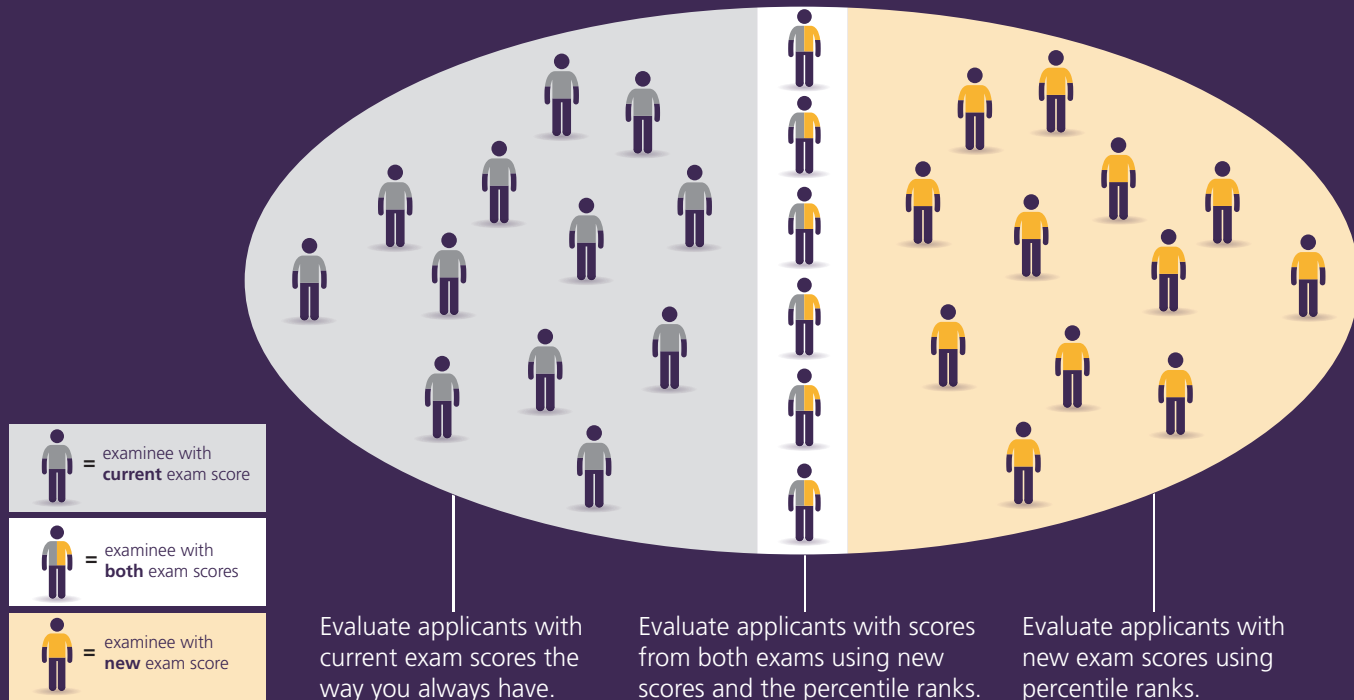 = examinee with
current exam score
= examinee with
both exam scores
= examinee with
new exam score
Evaluate applicants with
current exam scores the
way you always have.
Evaluate applicants with scores
from both exams using new
scores and the percentile ranks.
Evaluate applicants with
new exam scores using
percentile ranks.